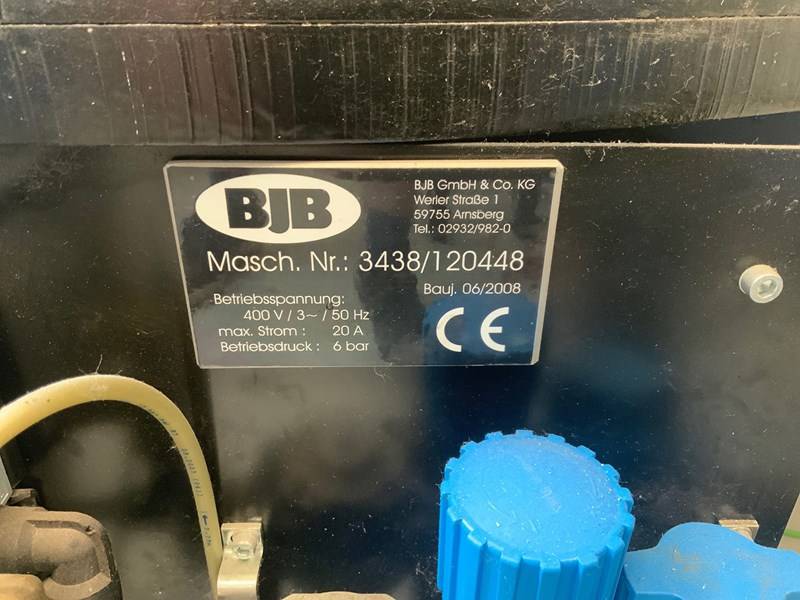 BJB
BJB GmbH & Co. KG
Werler Straße 1
59755 Arnsberg
Tel.: 02932/982-0
Masch. Nr.: 3438/120448
Bauj. 06/2008
Betriebsspannung:
400 V / 3~ / 50 Hz
max. Strom : 20 A
Betriebsdruck : 6 bar
CE